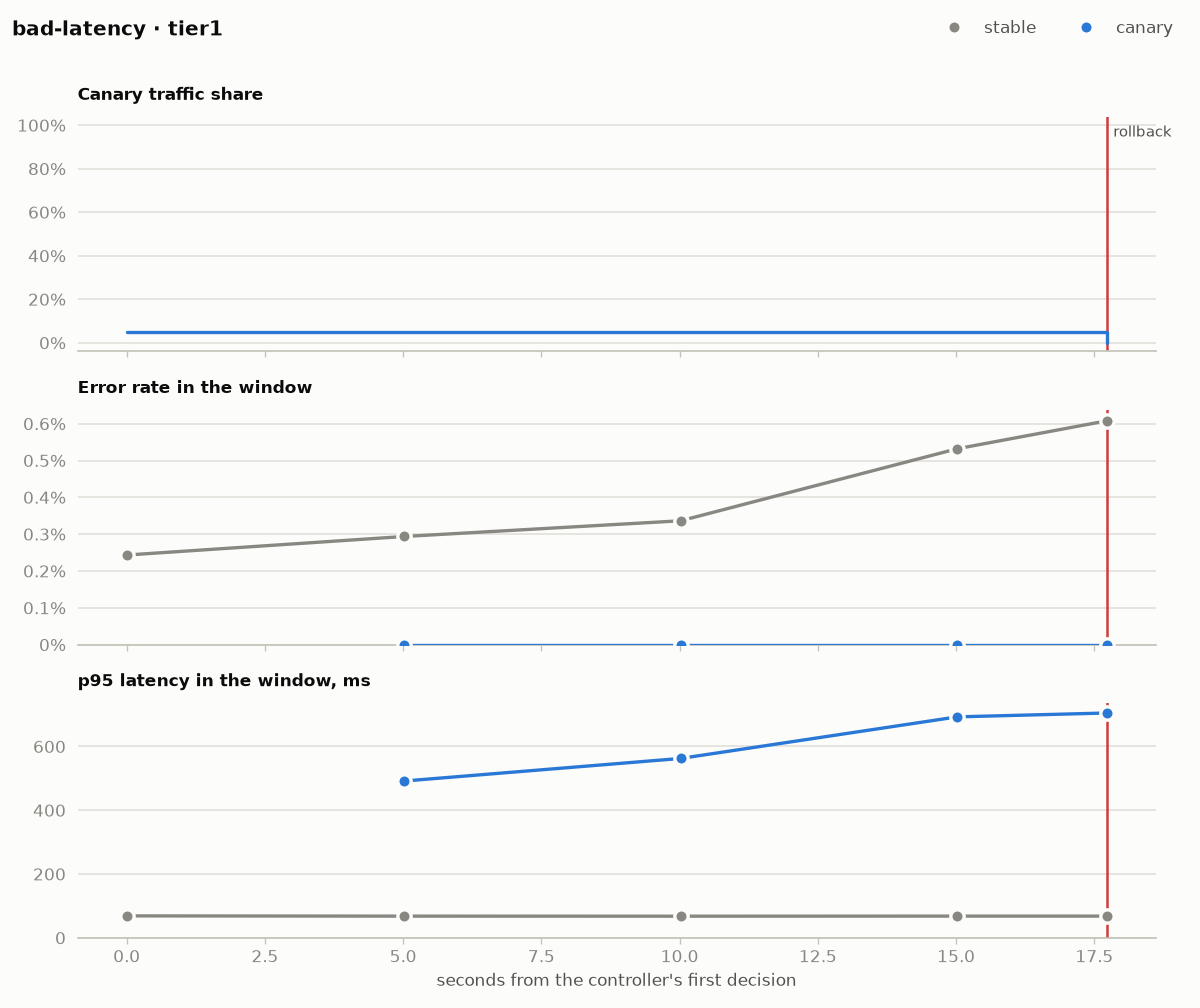 bad-latency · tier1
stable canary
Canary traffic share
100%
rollback
80%
60%
40%
20%
0%
Error rate in the window
0.6%
0.5%
0.4%
0.3%
0.2%
0.1%
0%
p95 latency in the window, ms
600
400
200
0
0.0 2.5 5.0 7.5 10.0 12.5 15.0 17.5
seconds from the controller's first decision